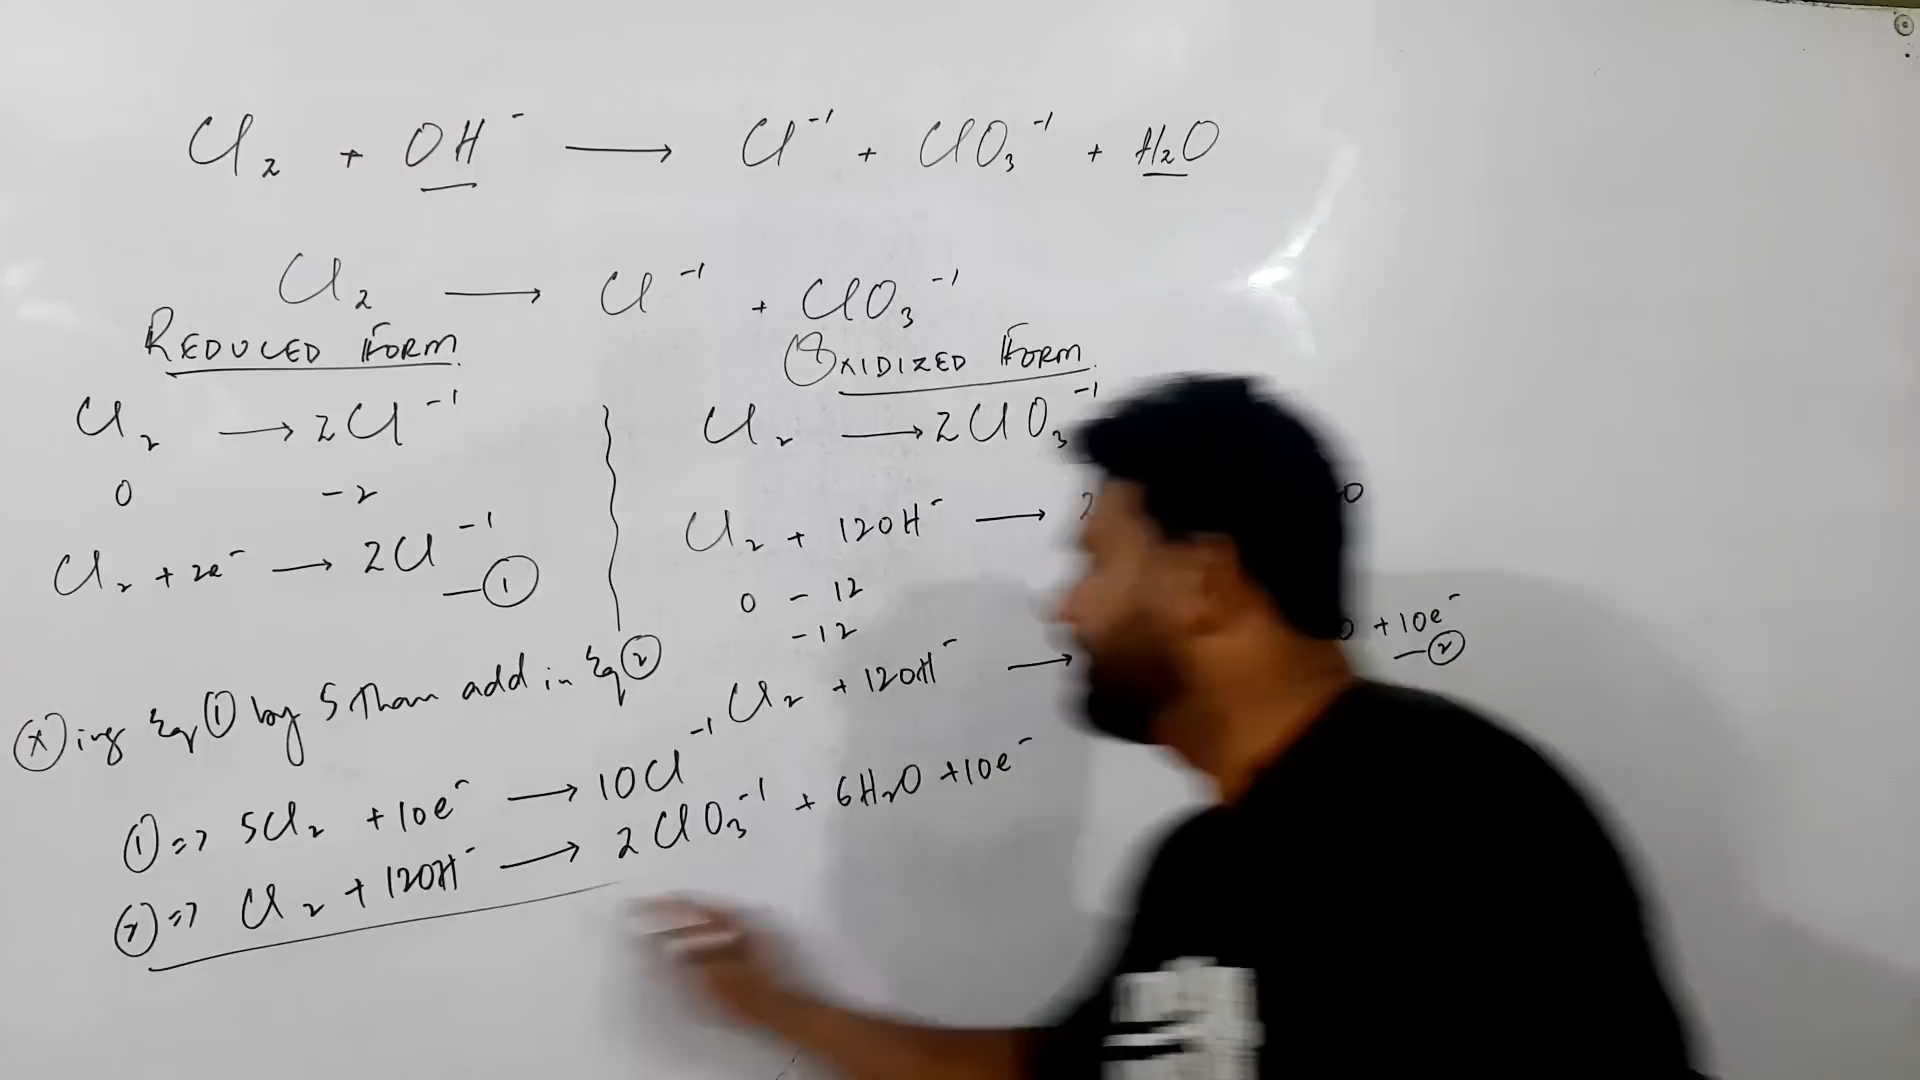 Cl₂ + OH⁻ ⟶ Cl⁻¹ + ClO₃⁻¹ + H₂O
Cl₂ ⟶ Cl⁻¹ + ClO₃⁻¹
REDUCED FORM
Cl₂ ⟶ 2Cl⁻¹
0 -2
Cl₂ + 2e⁻ ⟶ 2Cl⁻¹ —①
OXIDIZED FORM
Cl₂ ⟶ 2ClO₃⁻¹
Cl₂ + 12OH⁻ ⟶ 2 O
0 - 12
-12
Cl₂ + 12OH⁻ ⟶ O + 10e⁻ —②
(×)ing Eq ① by 5 than add in Eq ②
① => 5Cl₂ + 10e⁻ ⟶ 10Cl⁻¹
② => Cl₂ + 12OH⁻ ⟶ 2ClO₃⁻¹ + 6H₂O + 10e⁻